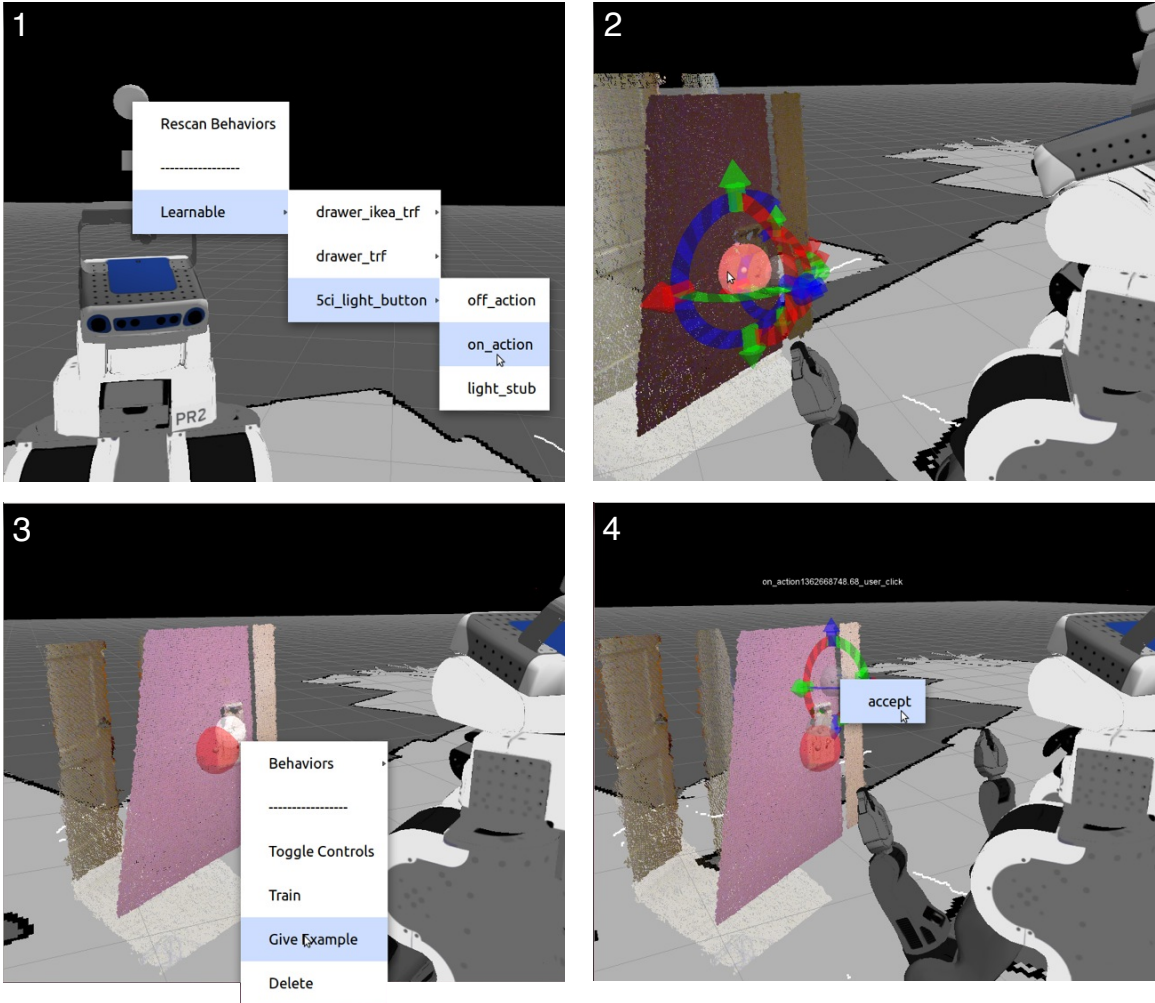 1
Rescan Behaviors
-----------------
Learnable
drawer_ikea_trf
drawer_trf
5ci_light_button
off_action
on_action
light_stub
PR2
2
3
Behaviors
-----------------
Toggle Controls
Train
Give Example
Delete
4
on_action1362668748.68_user_click
accept